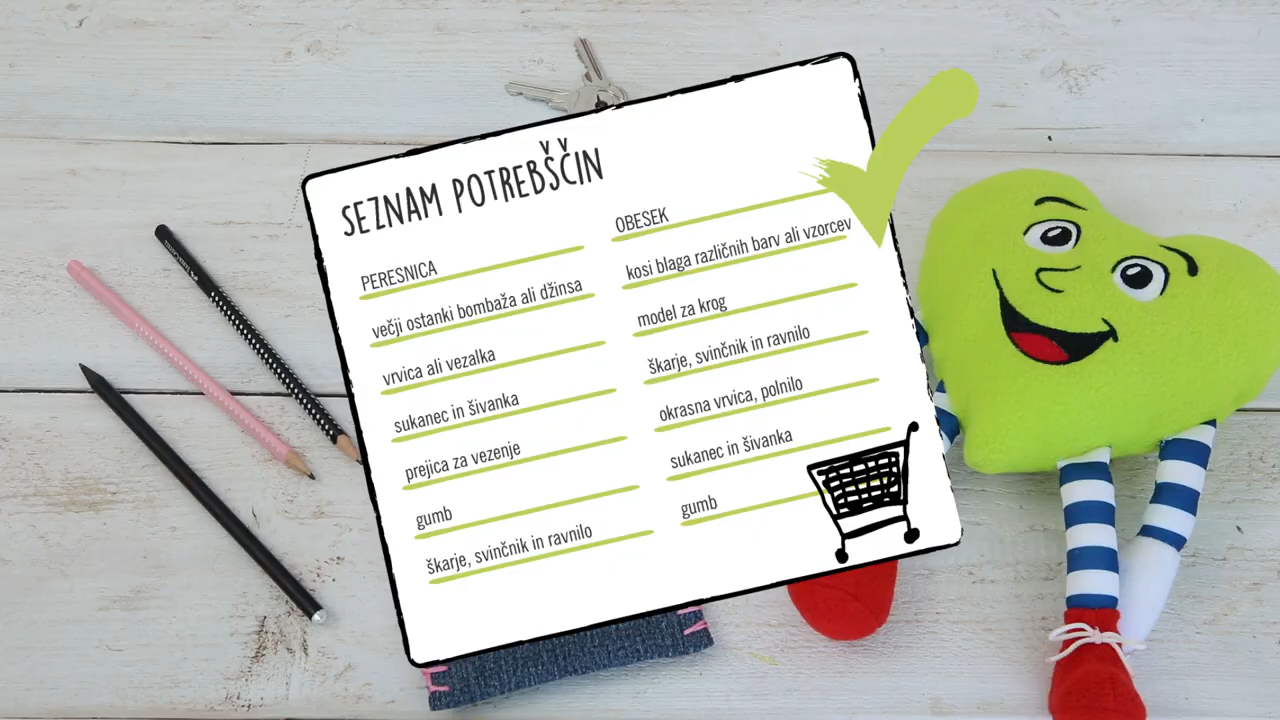 SEZNAM POTREBŠČIN
PERESNICA
večji ostanki bombaža ali džinsa
vrvica ali vezalka
sukanec in šivanka
prejica za vezenje
gumb
škarje, svinčnik in ravnilo
OBESEK
kosi blaga različnih barv ali vzorcev
model za krog
škarje, svinčnik in ravnilo
okrasna vrvica, polnilo
sukanec in šivanka
gumb